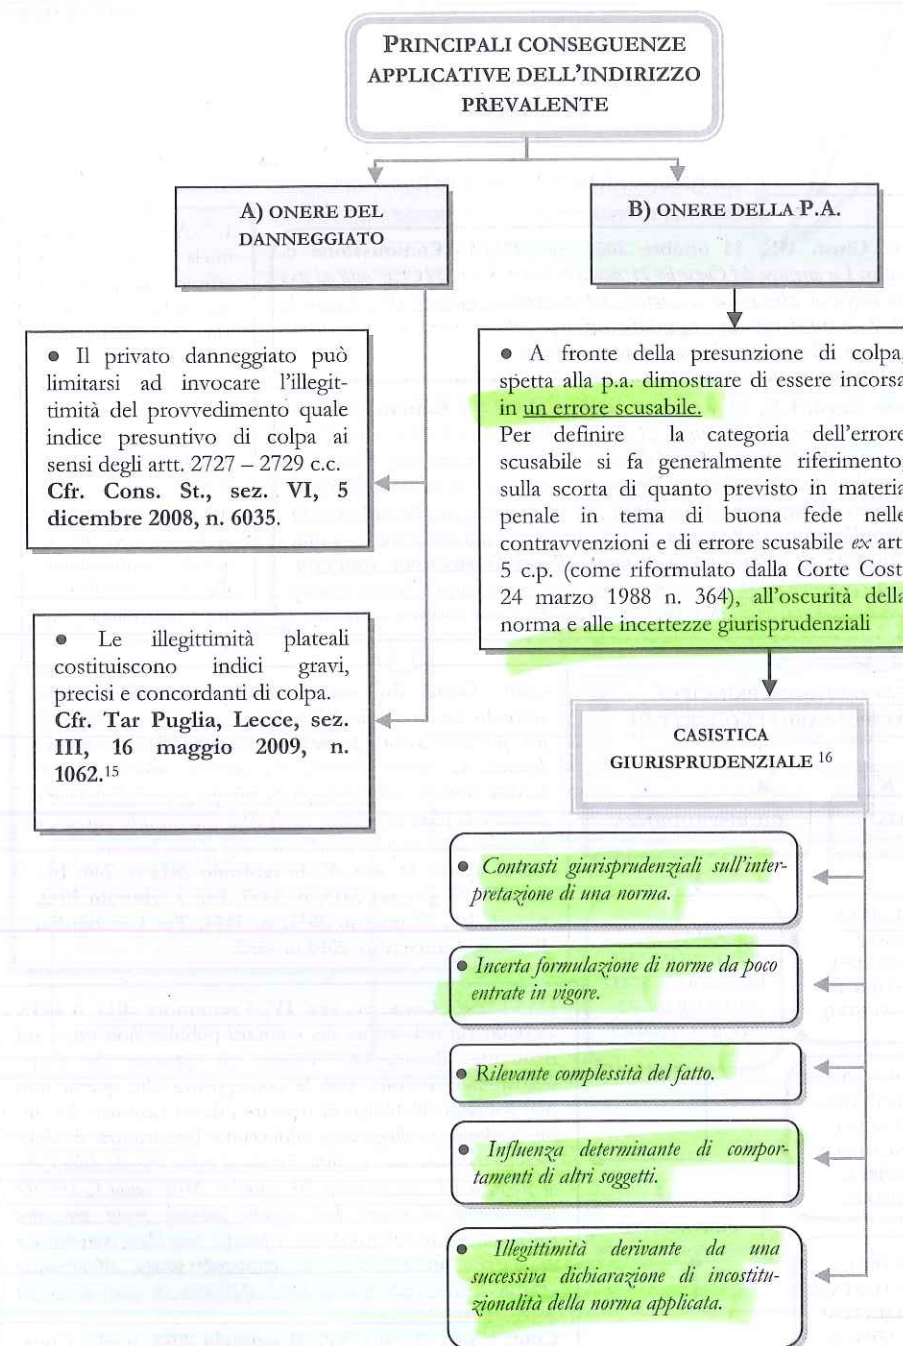 PRINCIPALI CONSEGUENZE
APPLICATIVE DELL'INDIRIZZO
PREVALENTE
A) ONERE DEL
DANNEGGIATO
B) ONERE DELLA P.A.
● Il privato danneggiato può
limitarsi ad invocare l'illegit-
timità del provvedimento quale
indice presuntivo di colpa ai
sensi degli artt. 2727 – 2729 c.c.
Cfr. Cons. St., sez. VI, 5
dicembre 2008, n. 6035.
● Le illegittimità plateali
costituiscono indici gravi,
precisi e concordanti di colpa.
Cfr. Tar Puglia, Lecce, sez.
III, 16 maggio 2009, n.
1062.15
● A fronte della presunzione di colpa,
spetta alla p.a. dimostrare di essere incorsa
in un errore scusabile.
Per definire la categoria dell'errore
scusabile si fa generalmente riferimento,
sulla scorta di quanto previsto in materia
penale in tema di buona fede nelle
contravvenzioni e di errore scusabile ex art.
5 c.p. (come riformulato dalla Corte Cost.
24 marzo 1988 n. 364), all'oscurità della
norma e alle incertezze giurisprudenziali
CASISTICA
GIURISPRUDENZIALE 16
● Contrasti giurisprudenziali sull'inter-
pretazione di una norma.
● Incerta formulazione di norme da poco
entrate in vigore.
● Rilevante complessità del fatto.
● Influenza determinante di compor-
tamenti di altri soggetti.
● Illegittimità derivante da una
successiva dichiarazione di incostitu-
zionalità della norma applicata.